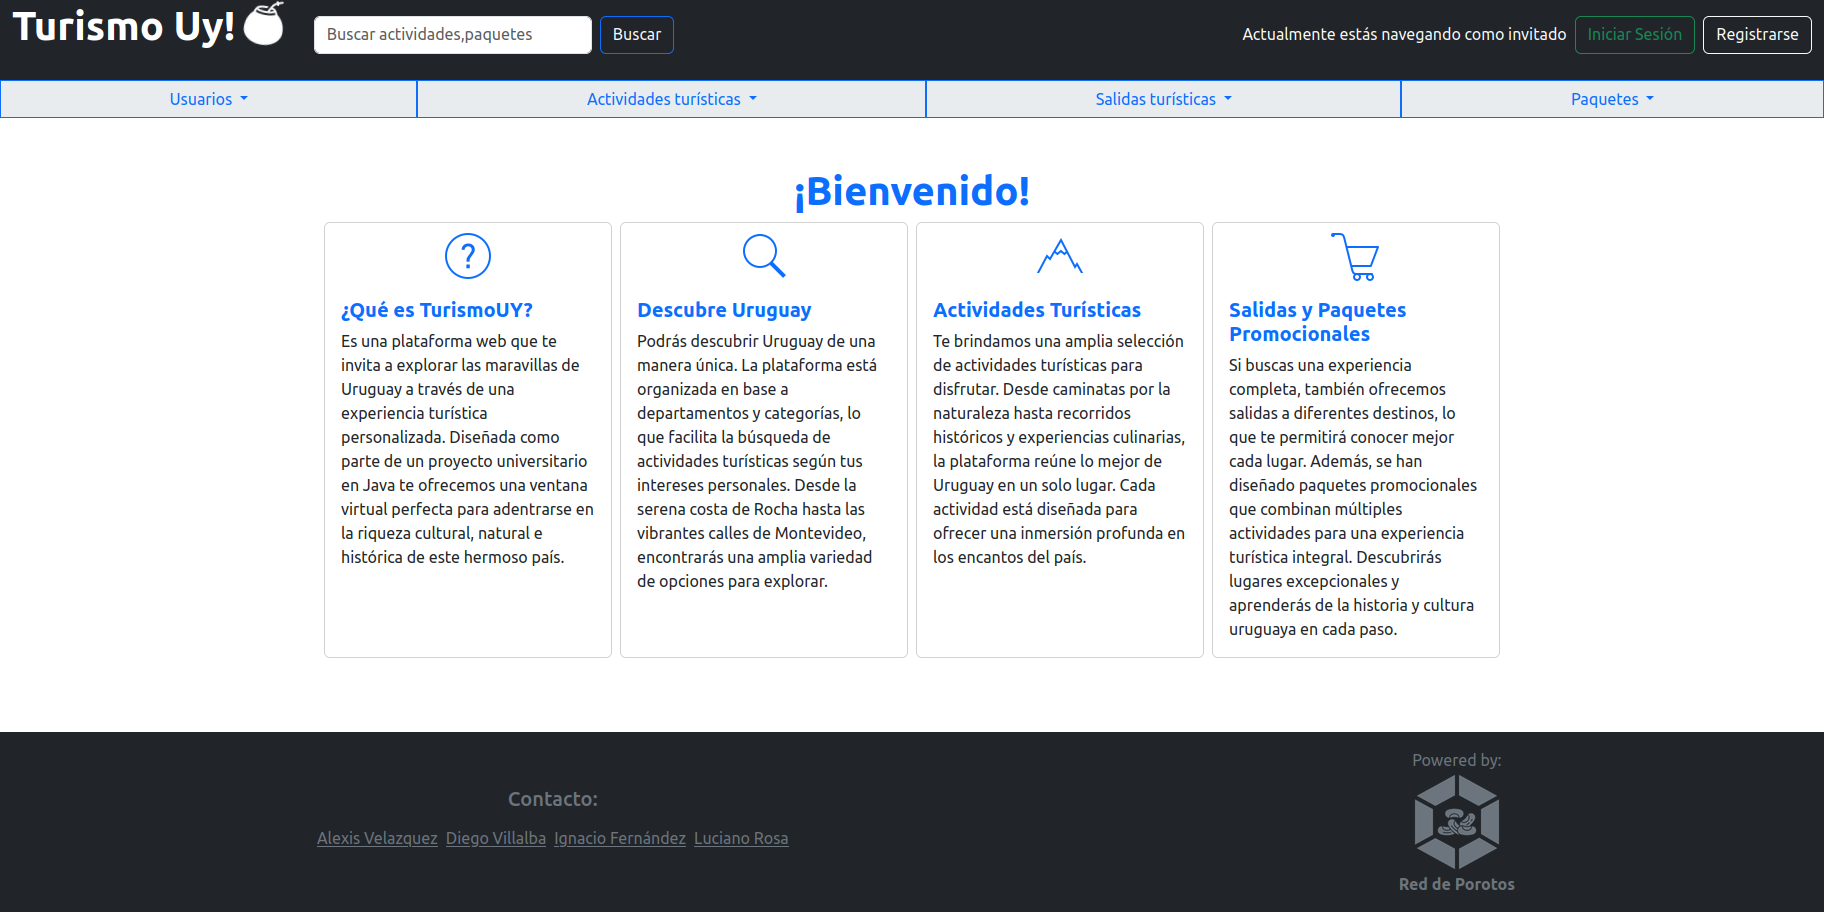 Turismo Uy!
Buscar actividades,paquetes
Buscar
Actualmente estás navegando como invitado
Iniciar Sesión
Registrarse
Usuarios
Actividades turísticas
Salidas turísticas
Paquetes
¡Bienvenido!
¿Qué es TurismoUY?
Es una plataforma web que te
invita a explorar las maravillas de
Uruguay a través de una
experiencia turística
personalizada. Diseñada como
parte de un proyecto universitario
en Java te ofrecemos una ventana
virtual perfecta para adentrarse en
la riqueza cultural, natural e
histórica de este hermoso país.
Descubre Uruguay
Podrás descubrir Uruguay de una
manera única. La plataforma está
organizada en base a
departamentos y categorías, lo
que facilita la búsqueda de
actividades turísticas según tus
intereses personales. Desde la
serena costa de Rocha hasta las
vibrantes calles de Montevideo,
encontrarás una amplia variedad
de opciones para explorar.
Actividades Turísticas
Te brindamos una amplia selección
de actividades turísticas para
disfrutar. Desde caminatas por la
naturaleza hasta recorridos
históricos y experiencias culinarias,
la plataforma reúne lo mejor de
Uruguay en un solo lugar. Cada
actividad está diseñada para
ofrecer una inmersión profunda en
los encantos del país.
Salidas y Paquetes
Promocionales
Si buscas una experiencia
completa, también ofrecemos
salidas a diferentes destinos, lo
que te permitirá conocer mejor
cada lugar. Además, se han
diseñado paquetes promocionales
que combinan múltiples
actividades para una experiencia
turística integral. Descubrirás
lugares excepcionales y
aprenderás de la historia y cultura
uruguaya en cada paso.
Contacto:
Alexis Velazquez Diego Villalba Ignacio Fernández Luciano Rosa
Powered by:
Red de Porotos